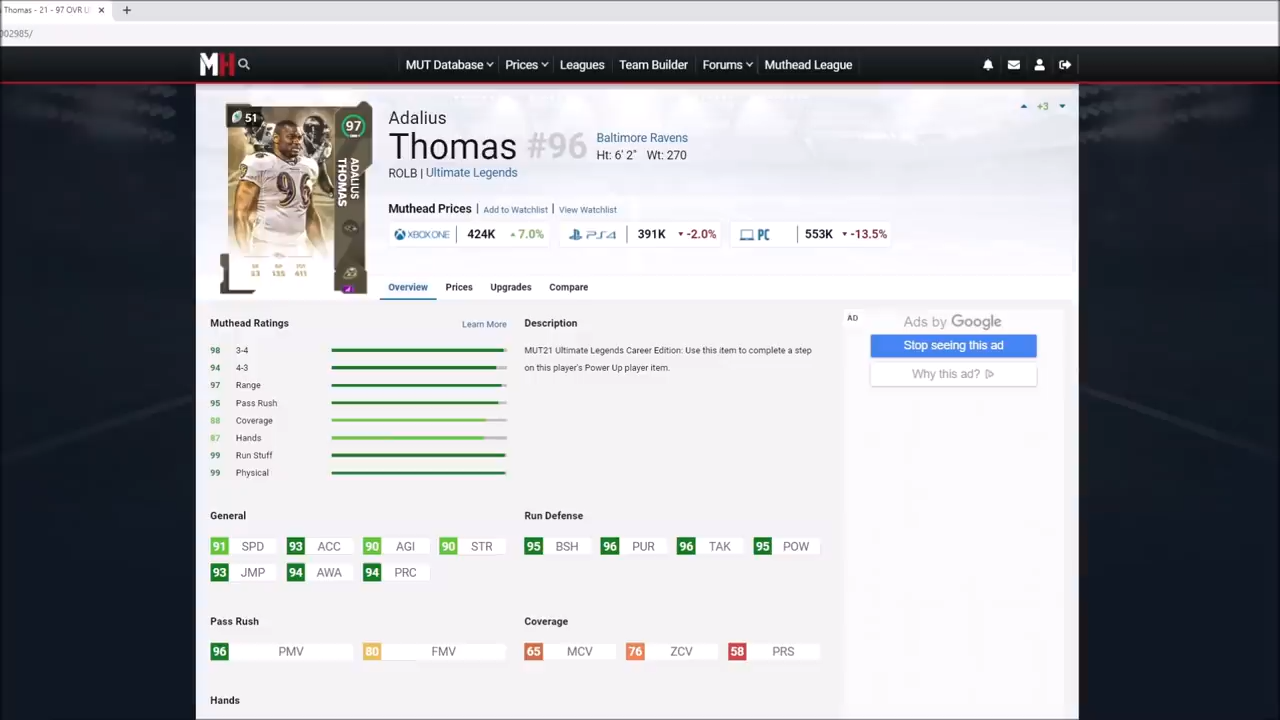 Thomas - 21 - 97 OVR U
002985/
MH
MUT Database Prices Leagues Team Builder Forums Muthead League
51
97
ADALIUS
THOMAS
Adalius
Thomas #96
Baltimore Ravens
Ht: 6' 2" Wt: 270
ROLB | Ultimate Legends
+3
Muthead Prices | Add to Watchlist | View Watchlist
XBOX ONE 424K 7.0% PS4 391K -2.0% PC 553K -13.5%
Overview Prices Upgrades Compare
Muthead Ratings Learn More
98 3-4
94 4-3
97 Range
95 Pass Rush
88 Coverage
87 Hands
99 Run Stuff
99 Physical
Description
MUT21 Ultimate Legends Career Edition: Use this item to complete a step
on this player's Power Up player item.
AD
Ads by Google
Stop seeing this ad
Why this ad?
General
91 SPD 93 ACC 90 AGI 90 STR
93 JMP 94 AWA 94 PRC
Run Defense
95 BSH 96 PUR 96 TAK 95 POW
Pass Rush
96 PMV 80 FMV
Coverage
65 MCV 76 ZCV 58 PRS
Hands